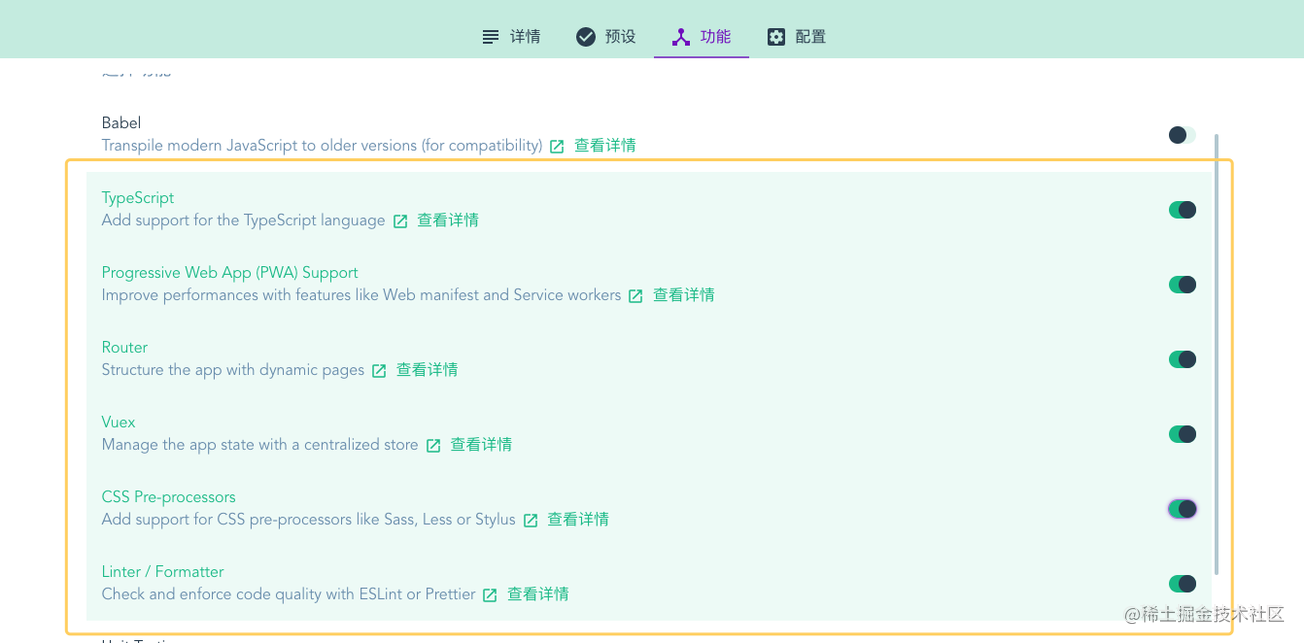 详情
预设
功能
配置
Babel
Transpile modern JavaScript to older versions (for compatibility) 查看详情
TypeScript
Add support for the TypeScript language 查看详情
Progressive Web App (PWA) Support
Improve performances with features like Web manifest and Service workers 查看详情
Router
Structure the app with dynamic pages 查看详情
Vuex
Manage the app state with a centralized store 查看详情
CSS Pre-processors
Add support for CSS pre-processors like Sass, Less or Stylus 查看详情
Linter / Formatter
Check and enforce code quality with ESLint or Prettier 查看详情
@稀土掘金技术社区